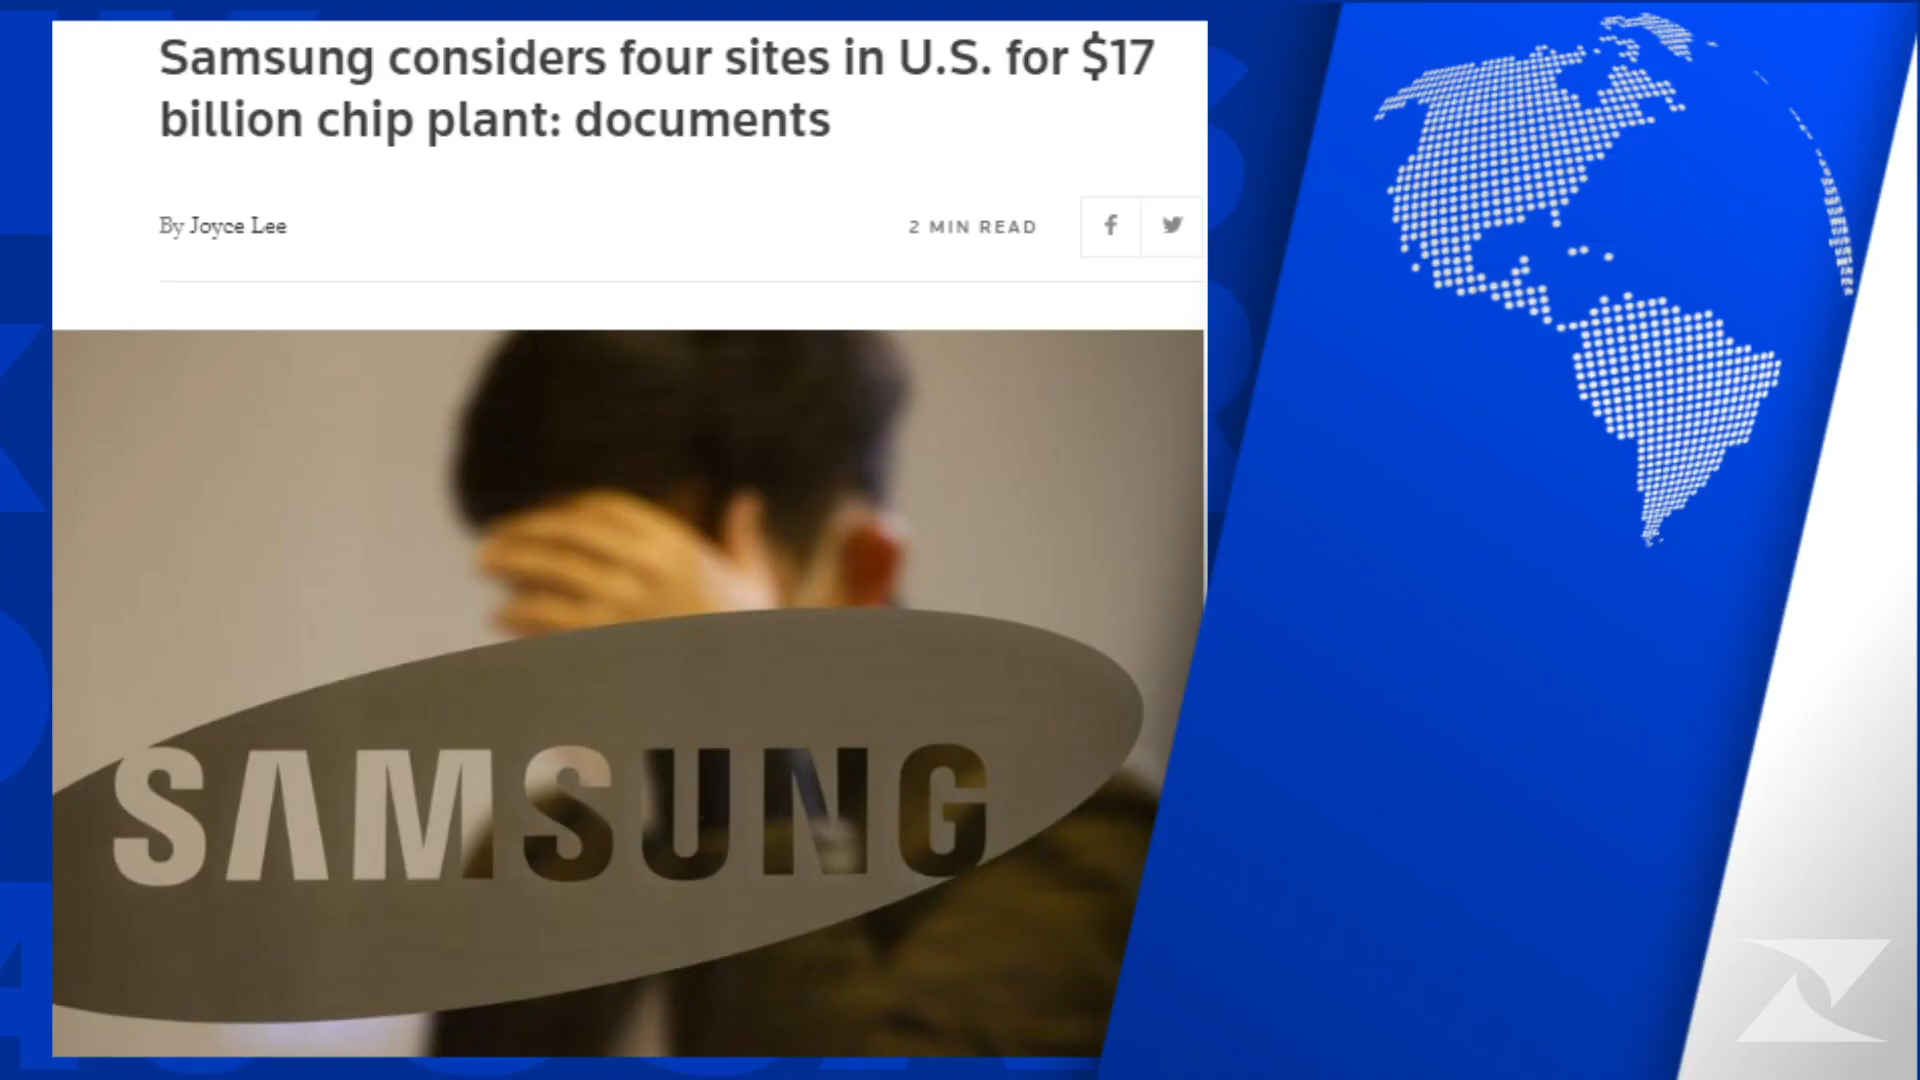 Samsung considers four sites in U.S. for $17
billion chip plant: documents
By Joyce Lee
2 MIN READ
SAMSUNG